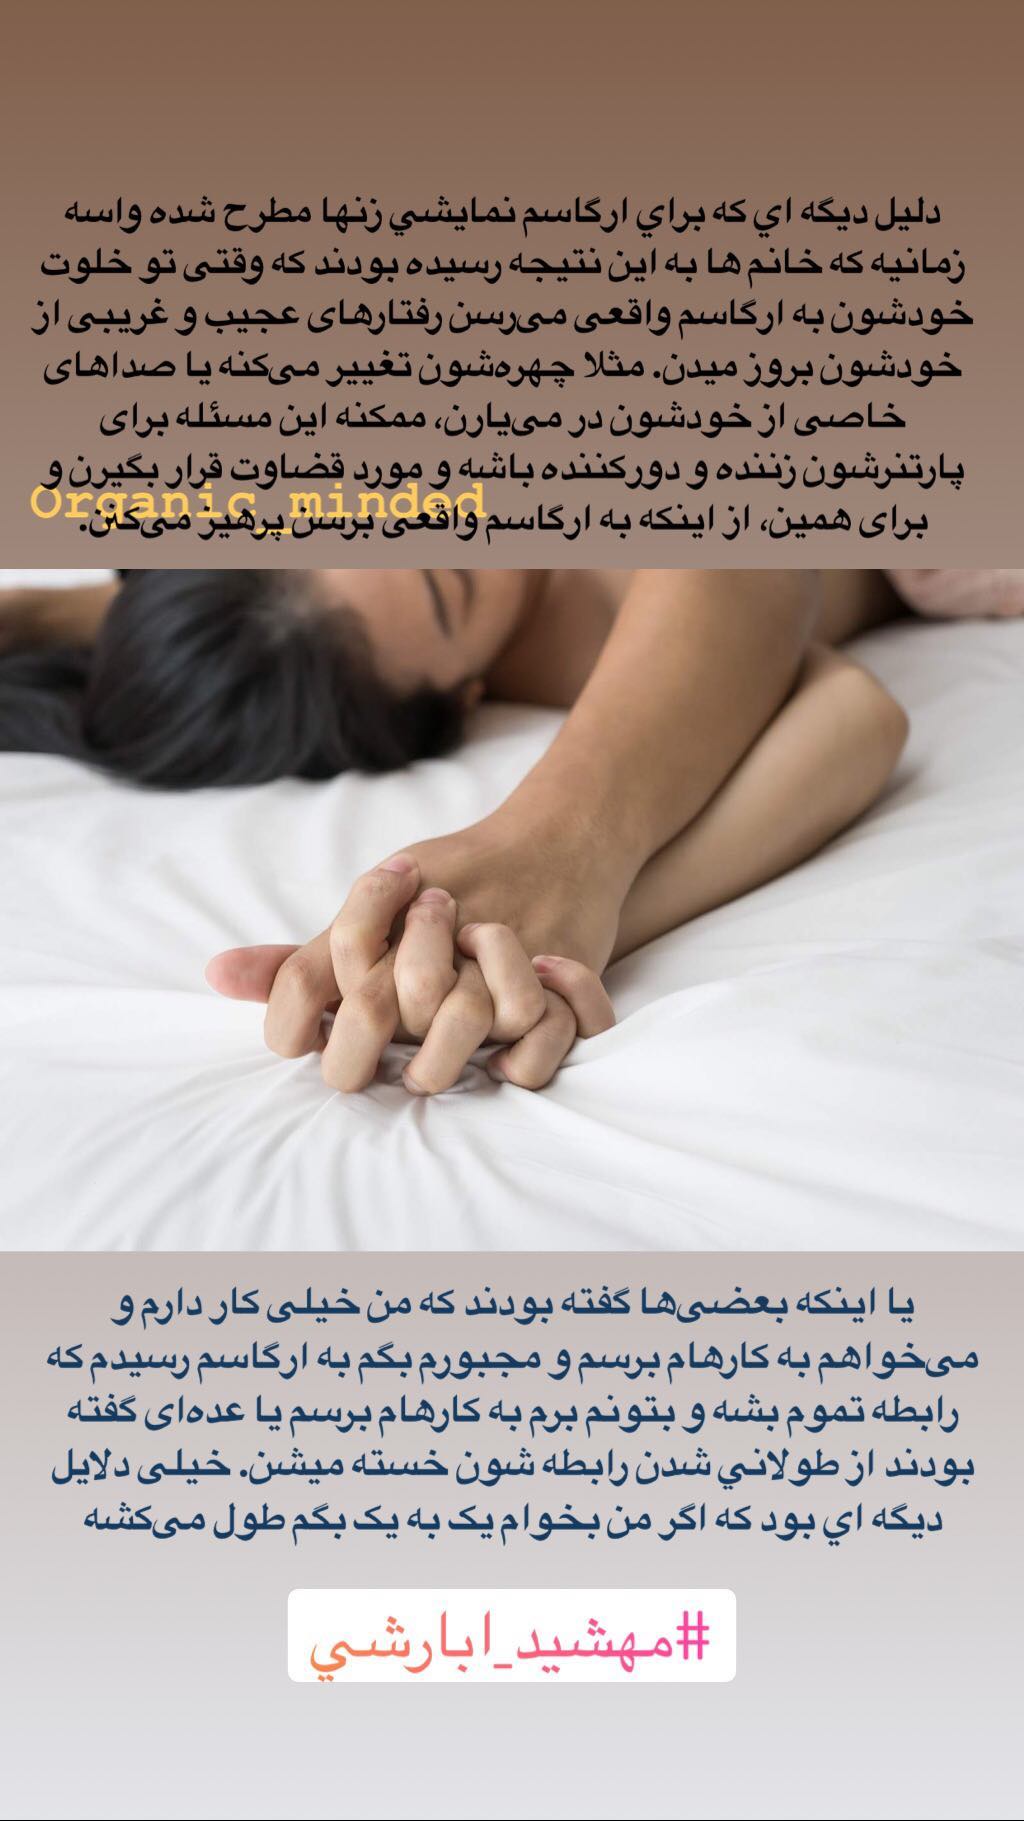 دلیل دیگه اي که براي ارگاسم نمایشي زنها مطرح شده واسه
زمانیه که خانم ها به این نتیجه رسیده بودند که وقتی تو خلوت
خودشون به ارگاسم واقعی می‌رسن رفتارهای عجیب و غریبی از
خودشون بروز میدن. مثلا چهره‌شون تغییر می‌کنه یا صداهای
خاصی از خودشون در می‌یارن، ممکنه این مسئله برای
پارتنرشون زننده و دورکننده باشه و مورد قضاوت قرار بگیرن و
Organic_minded
برای همین، از اینکه به ارگاسم واقعی برسن پرهیز می‌کنن.
یا اینکه بعضی‌ها گفته بودند که من خیلی کار دارم و
می‌خواهم به کارهام برسم و مجبورم بگم به ارگاسم رسیدم که
رابطه تموم بشه و بتونم برم به کارهام برسم یا عده‌ای گفته
بودند از طولاني شدن رابطه شون خسته میشن. خیلی دلایل
دیگه اي بود که اگر من بخوام یک به یک بگم طول می‌کشه
#مهشید_ابارشي